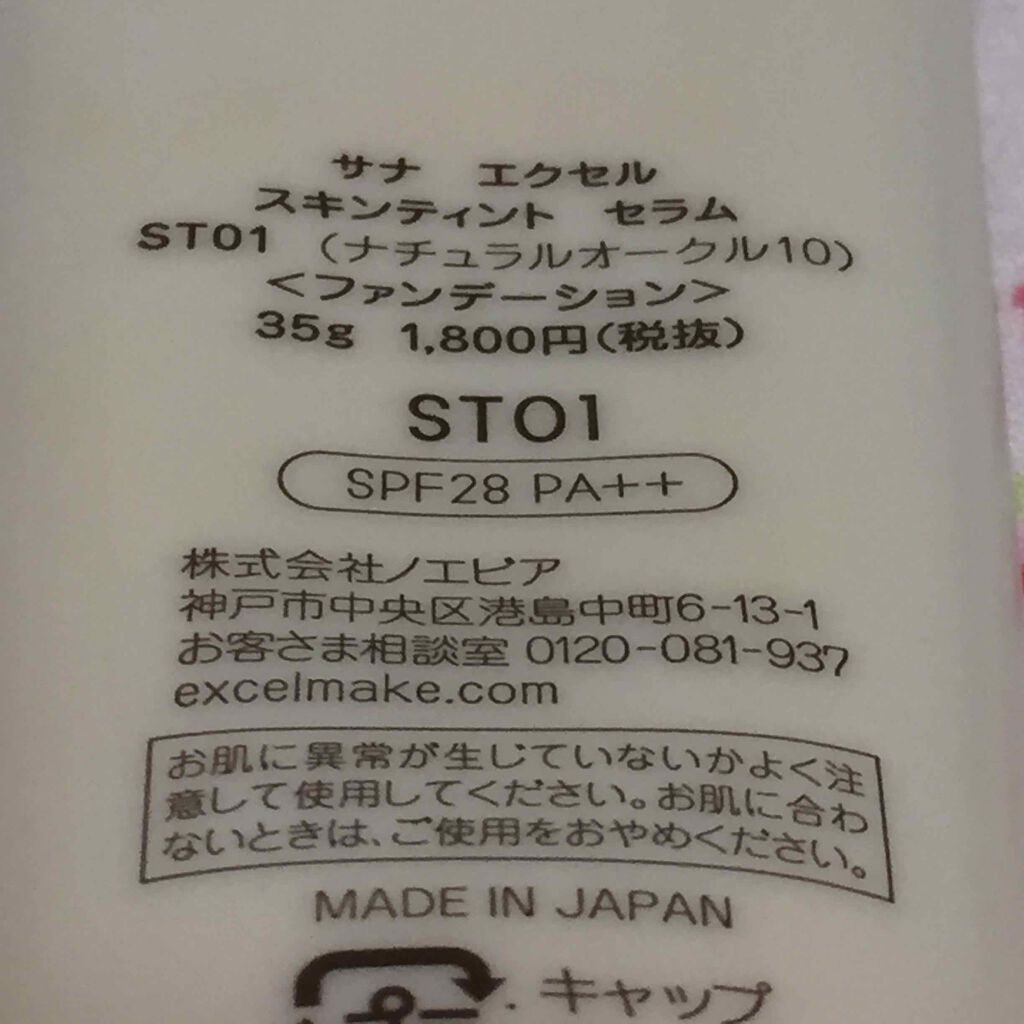 サナ エクセル
スキンティント セラム
ST01 （ナチュラルオークル10）
＜ファンデーション＞
35g 1,800円（税抜）
ST01
SPF28 PA++
株式会社ノエビア
神戸市中央区港島中町6-13-1
お客さま相談室 0120-081-937
excelmake.com
お肌に異常が生じていないかよく注
意して使用してください。お肌に合わ
ないときは、ご使用をおやめください。
MADE IN JAPAN
キャップ